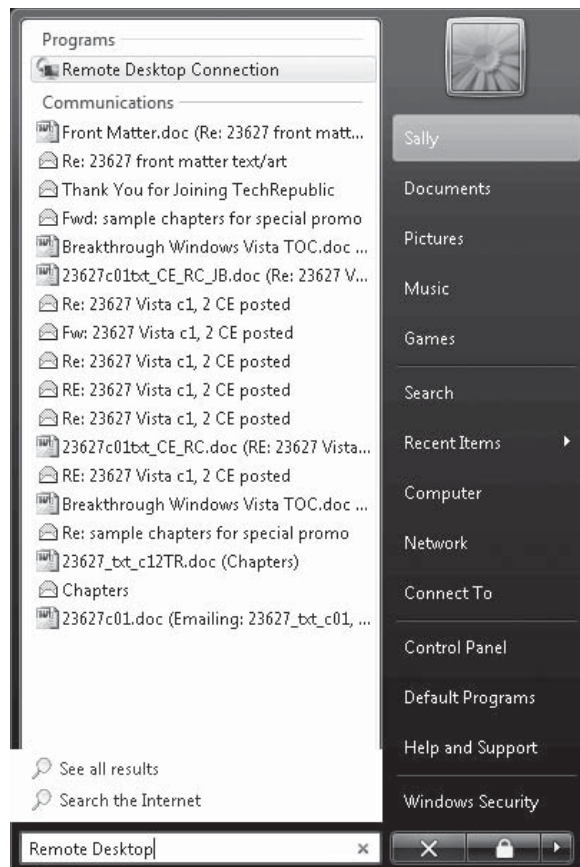 Programs
Remote Desktop Connection
Communications
Front Matter.doc (Re: 23627 front matt...
Re: 23627 front matter text/art
Thank You for Joining TechRepublic
Fwd: sample chapters for special promo
Breakthrough Windows Vista TOC.doc ...
23627c01txt_CE_RC_JB.doc (Re: 23627 V...
Re: 23627 Vista c1, 2 CE posted
Fw: 23627 Vista c1, 2 CE posted
Re: 23627 Vista c1, 2 CE posted
RE: 23627 Vista c1, 2 CE posted
Re: 23627 Vista c1, 2 CE posted
23627c01txt_CE_RC.doc (RE: 23627 Vista...
RE: 23627 Vista c1, 2 CE posted
Breakthrough Windows Vista TOC.doc ...
Re: sample chapters for special promo
23627_txt_c12TR.doc (Chapters)
Chapters
23627c01.doc (Emailing: 23627_txt_c01, ...
See all results
Search the Internet
Remote Desktop
Sally
Documents
Pictures
Music
Games
Search
Recent Items
Computer
Network
Connect To
Control Panel
Default Programs
Help and Support
Windows Security